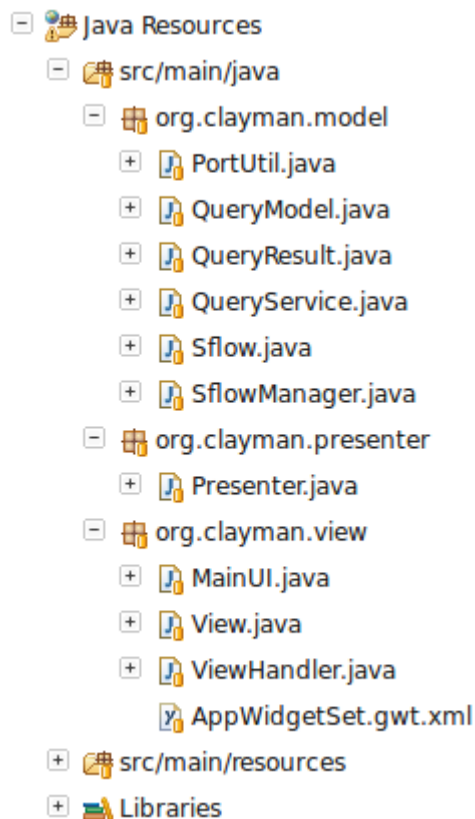 Java Resources
src/main/java
org.clayman.model
PortUtil.java
QueryModel.java
QueryResult.java
QueryService.java
Sflow.java
SflowManager.java
org.clayman.presenter
Presenter.java
org.clayman.view
MainUI.java
View.java
ViewHandler.java
AppWidgetSet.gwt.xml
src/main/resources
Libraries